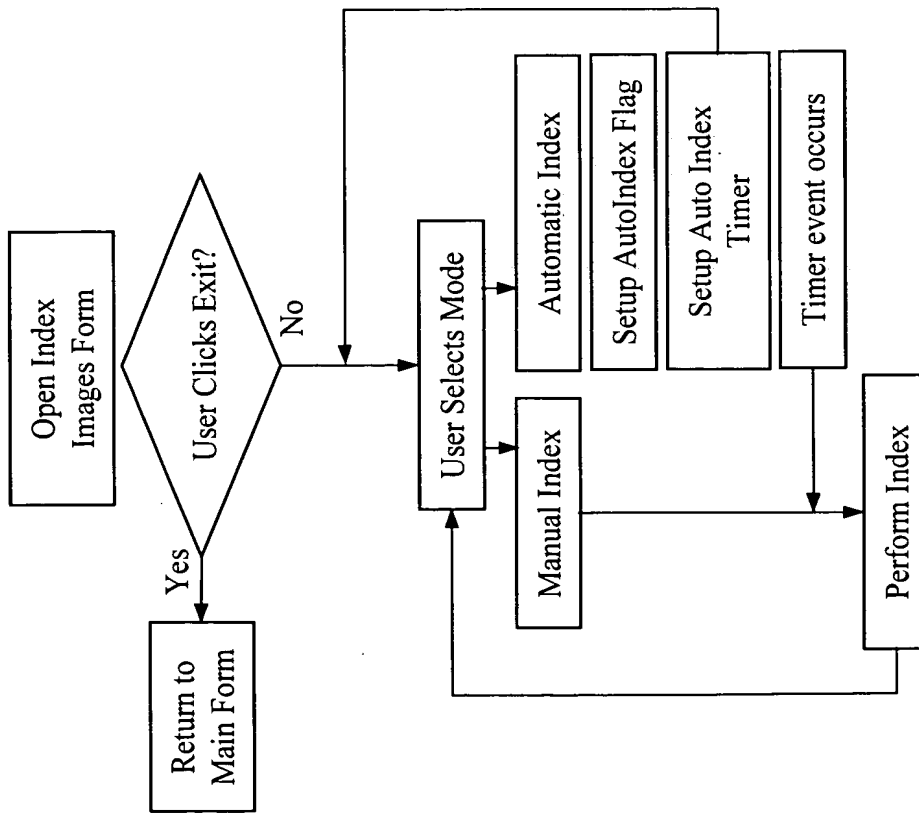 Open Index
Images Form
User Clicks Exit?
Yes
No
Return to
Main Form
User Selects Mode
Manual Index
Automatic Index
Setup AutoIndex Flag
Setup Auto Index
Timer
Timer event occurs
Perform Index